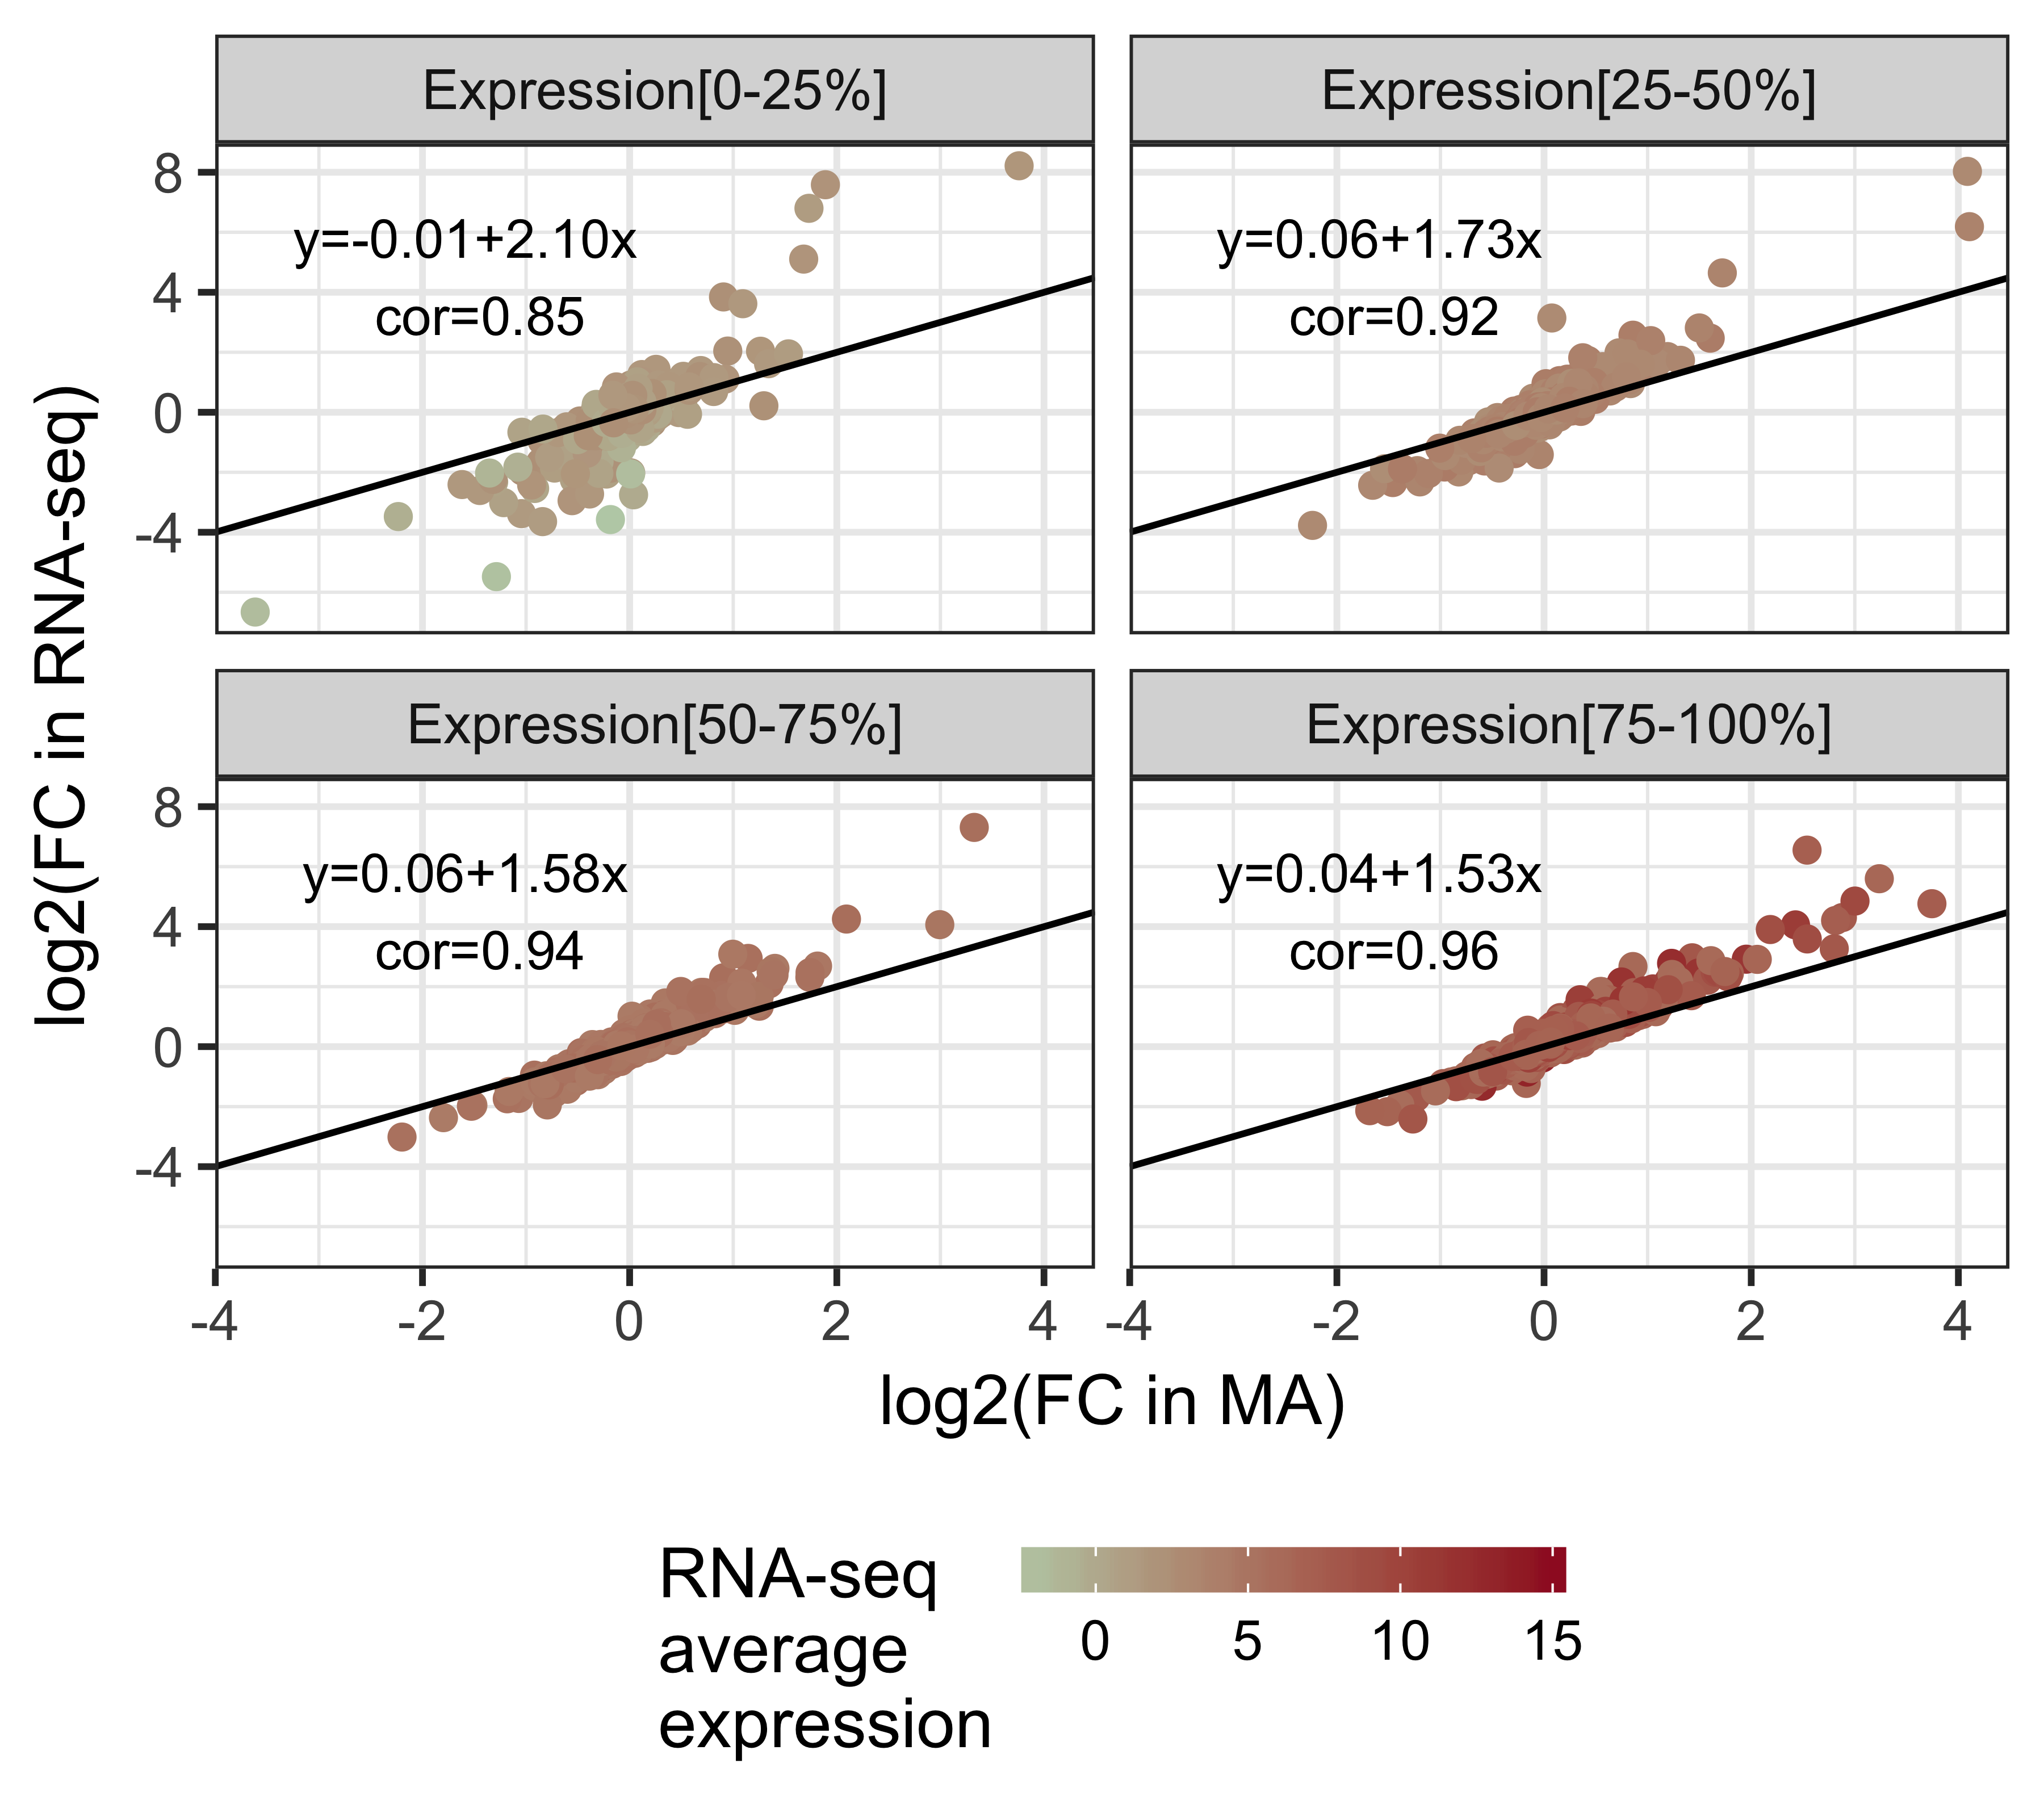 Expression[0-25%]
Expression[25-50%]
8
4
0
-4
y=-0.01+2.10x
cor=0.85
y=0.06+1.73x
cor=0.92
Expression[50-75%]
Expression[75-100%]
8
4
0
-4
y=0.06+1.58x
cor=0.94
y=0.04+1.53x
cor=0.96
-4 -2 0 2 4
-4 -2 0 2 4
log2(FC in MA)
log2(FC in RNA-seq)
RNA-seq
average
expression
0 5 10 15